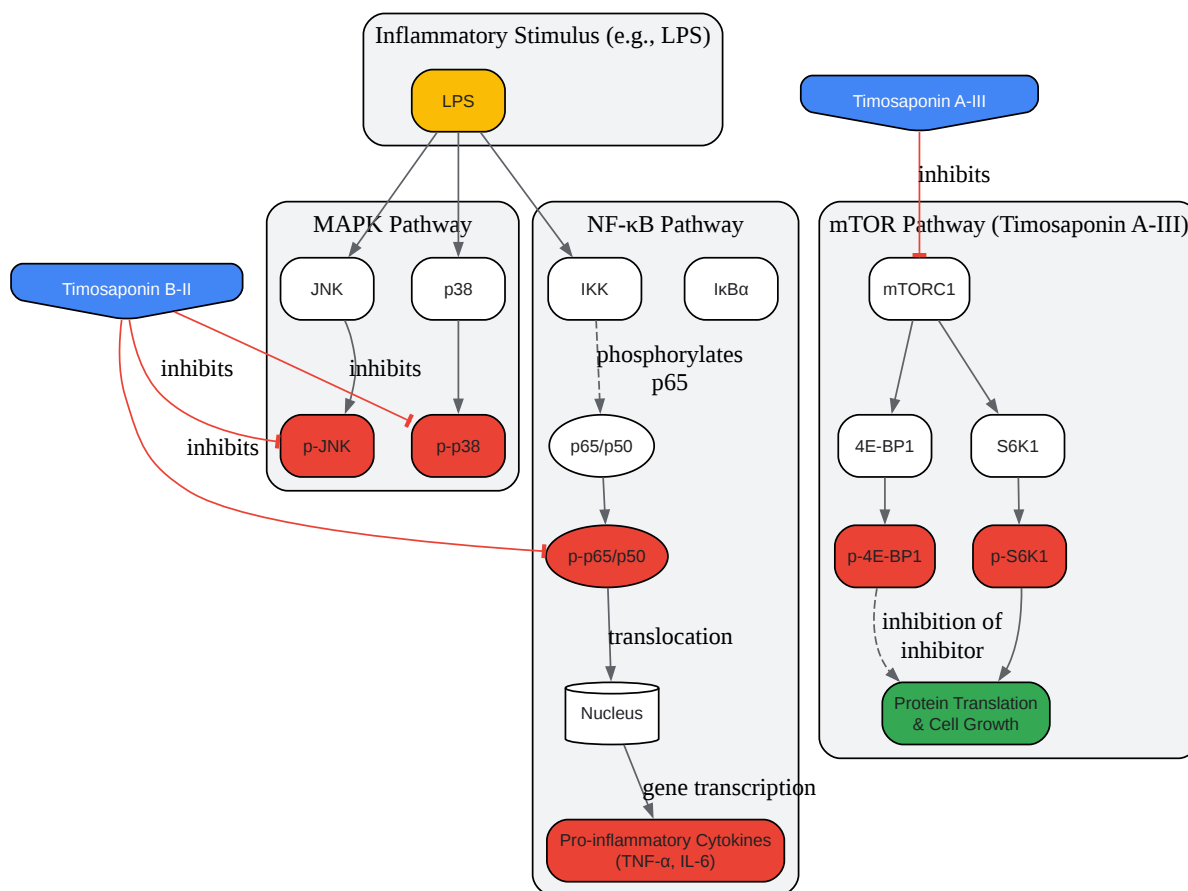 Inflammatory Stimulus (e.g., LPS)
LPS
Timosaponin A-III
inhibits
MAPK Pathway
NF-κB Pathway
mTOR Pathway (Timosaponin A-III)
Timosaponin B-II
JNK
p38
IKK
IκBα
mTORC1
inhibits
inhibits
phosphorylates
p65
inhibits
p-JNK
p-p38
p65/p50
4E-BP1
S6K1
p-p65/p50
p-4E-BP1
p-S6K1
translocation
inhibition of
inhibitor
Nucleus
Protein Translation
& Cell Growth
gene transcription
Pro-inflammatory Cytokines
(TNF-α, IL-6)